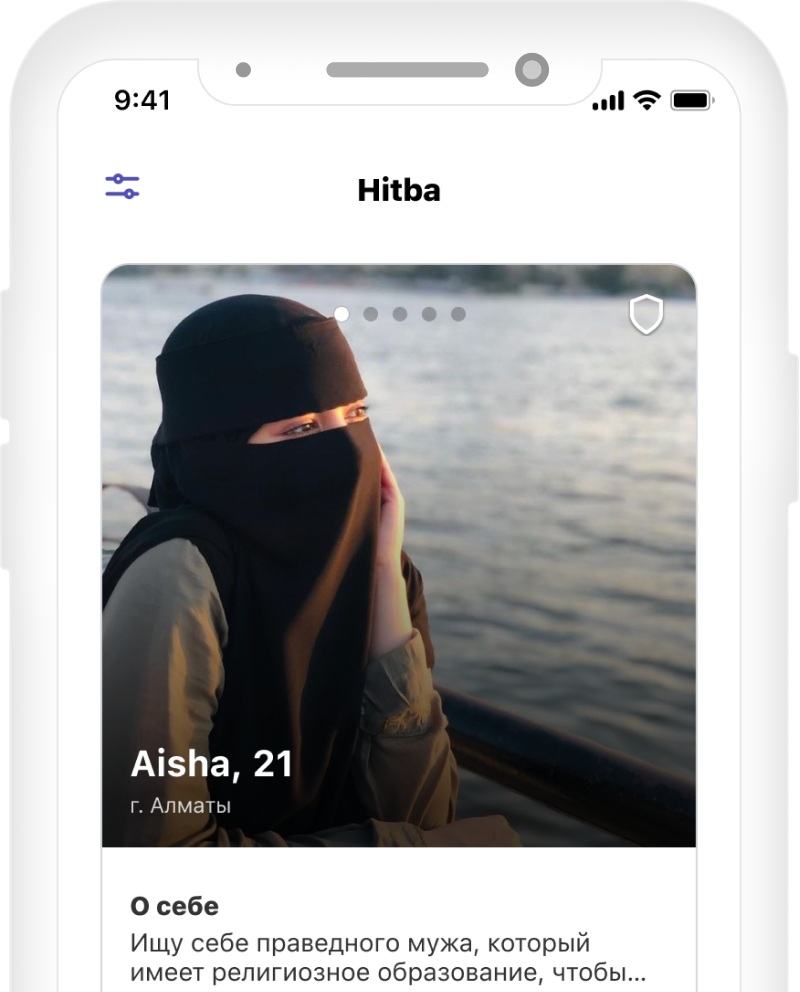 9:41
Hitba
Aisha, 21
г. Алматы
О себе
Ищу себе праведного мужа, который
имеет религиозное образование, чтобы...